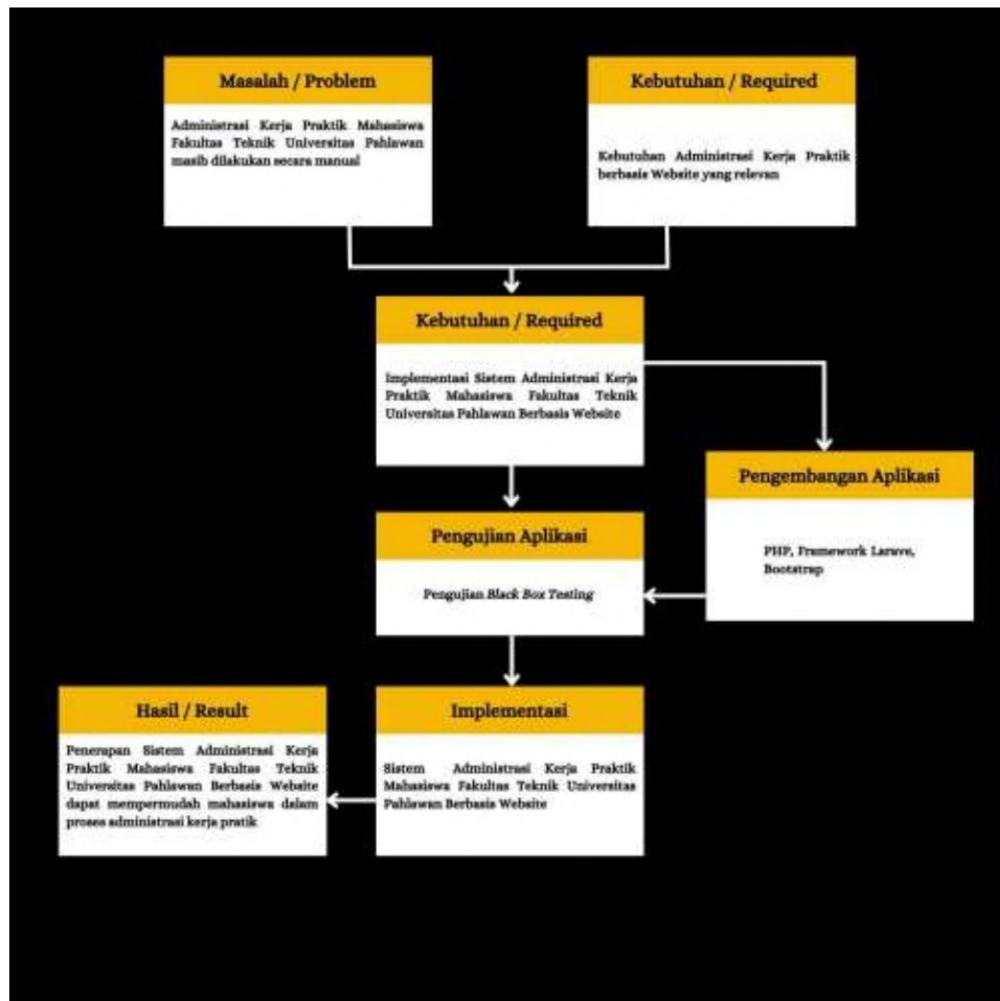 Masalah / Problem
Administrasi Kerja Praktik Mahasiswa
Fakultas Teknik Universitas Pahlawan
masih dilakukan secara manual
Kebutuhan / Required
Kebutuhan Administrasi Kerja Praktik
berbasis Website yang relevan
Kebutuhan / Required
Implementasi Sistem Administrasi Kerja
Praktik Mahasiswa Fakultas Teknik
Universitas Pahlawan Berbasis Website
Pengembangan Aplikasi
PHP, Framework Larave,
Bootstrap
Pengujian Aplikasi
Pengujian Black Box Testing
Implementasi
Sistem Administrasi Kerja Praktik
Mahasiswa Fakultas Teknik Universitas
Pahlawan Berbasis Website
Hasil / Result
Penerapan Sistem Administrasi Kerja
Praktik Mahasiswa Fakultas Teknik
Universitas Pahlawan Berbasis Website
dapat mempermudah mahasiswa dalam
proses administrasi kerja pratik